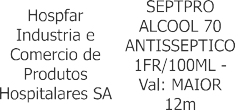 Hospfar
Industria e
Comercio de
Produtos
Hospitalares SA
SEPTPRO
ALCOOL 70
ANTISSEPTICO
1FR/100ML -
Val: MAIOR
12m